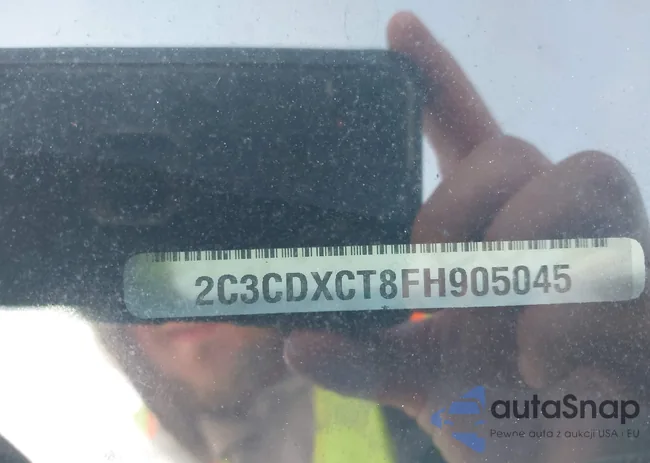 2C3CDXCT8FH905045
autaSnap
Pewne auta z aukcji USA i EU